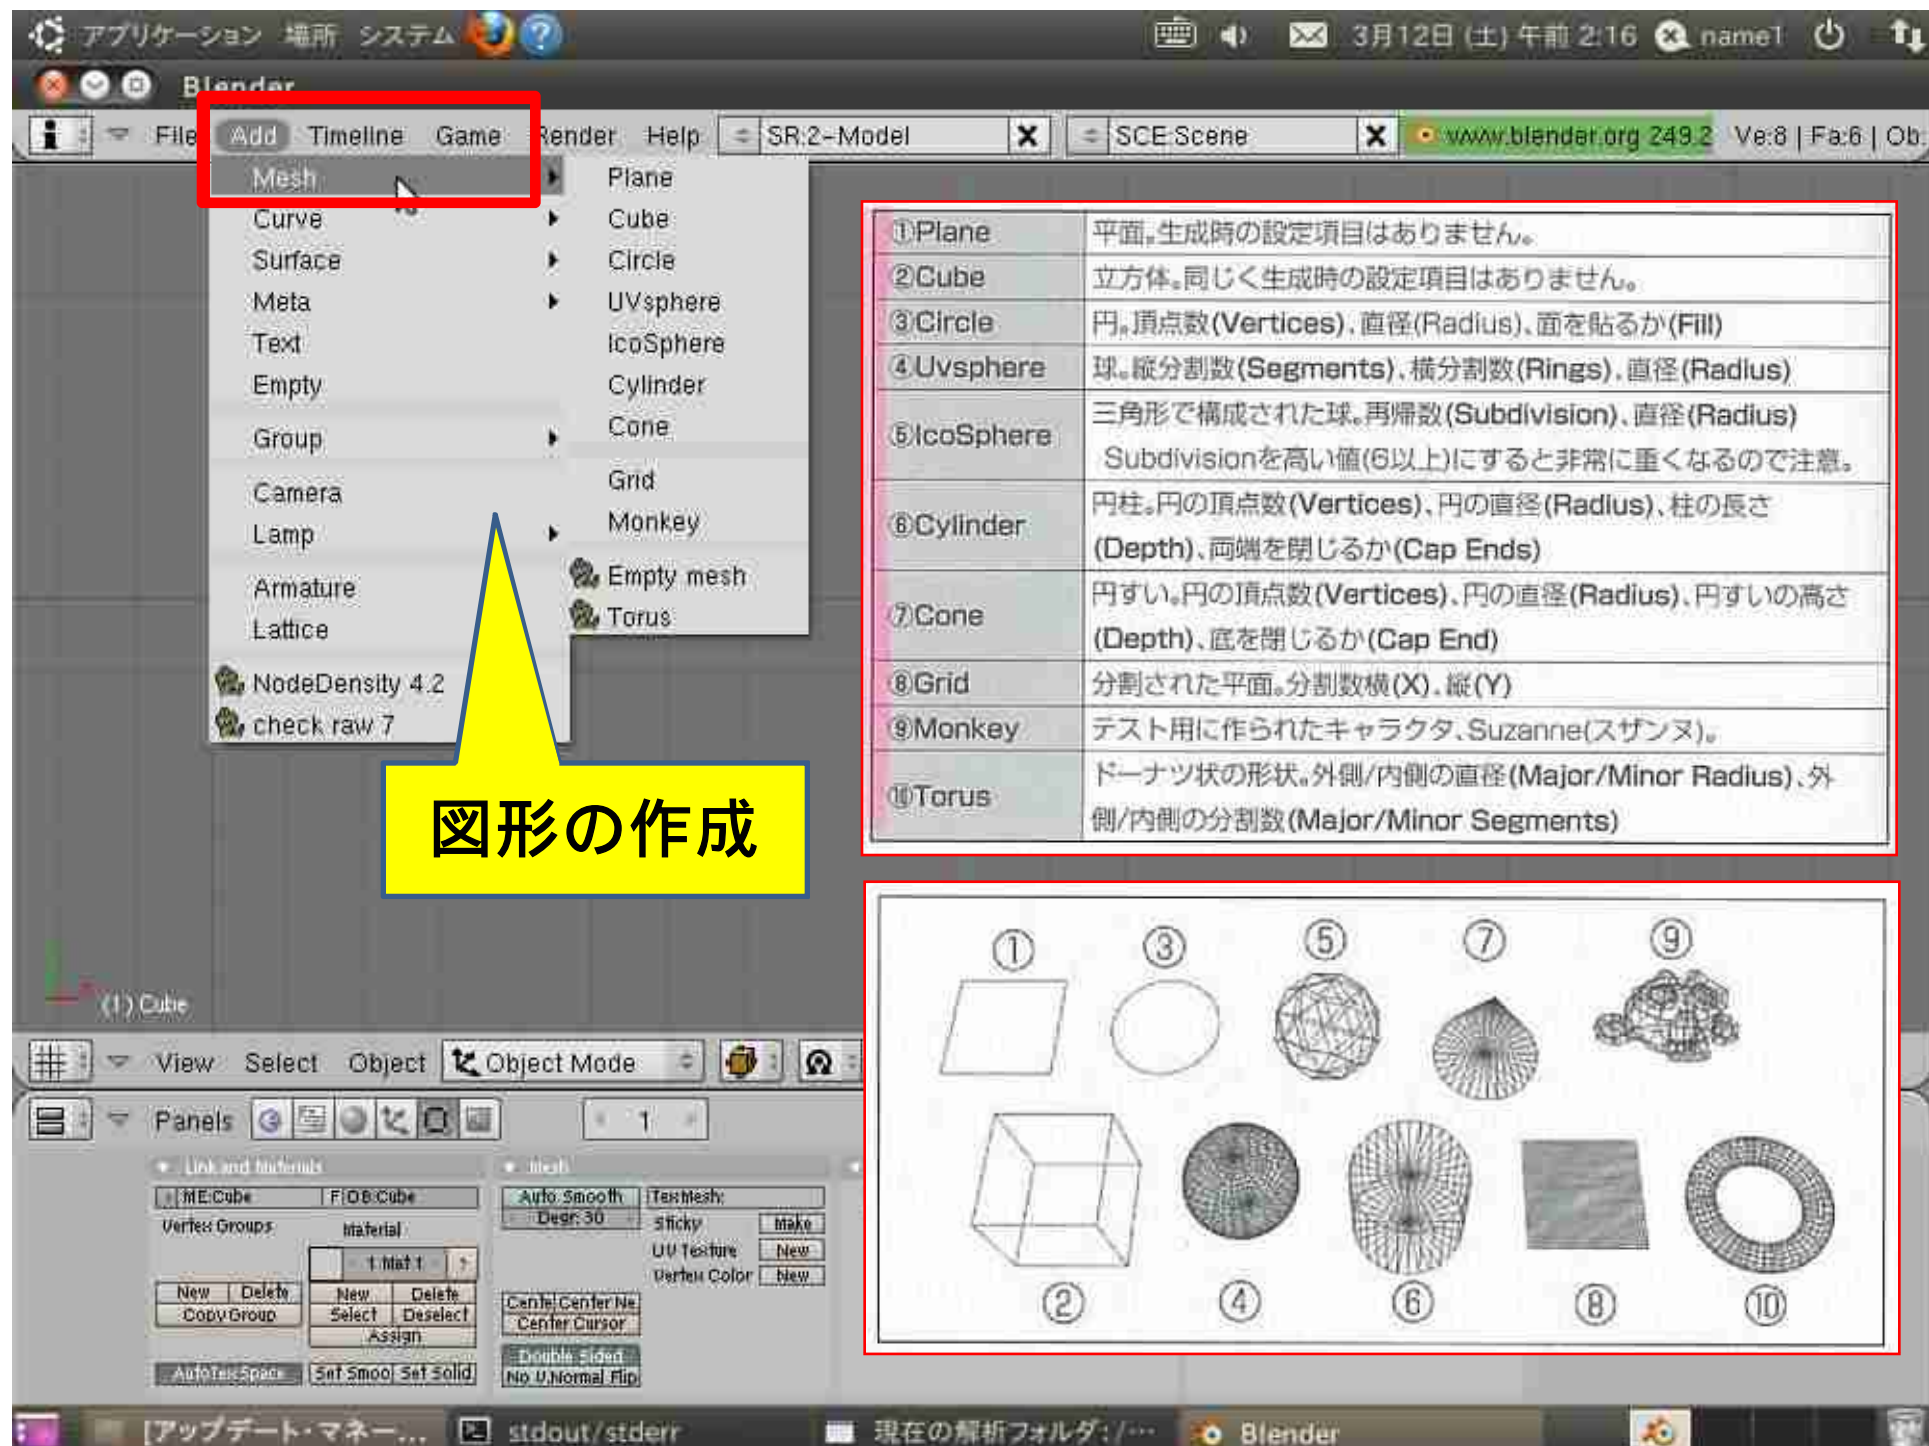 アプリケーション 場所 システム 3月12日 (土) 午前 2:16 name1
Blender
File Add Timeline Game Render Help SR:2-Model SCE:Scene www.blender.org 249.2 Ve:8 | Fa:6 | Ob:
Mesh
Curve
Surface
Meta
Text
Empty
Group
Camera
Lamp
Armature
Lattice
NodeDensity 4.2
check raw 7
Plane
Cube
Circle
UVsphere
IcoSphere
Cylinder
Cone
Grid
Monkey
Empty mesh
Torus
図形の作成
①Plane 平面。生成時の設定項目はありません。
②Cube 立方体。同じく生成時の設定項目はありません。
③Circle 円。頂点数(Vertices)、直径(Radius)、面を貼るか(Fill)
④Uvsphere 球。縦分割数(Segments)、横分割数(Rings)、直径(Radius)
⑤IcoSphere 三角形で構成された球。再帰数(Subdivision)、直径(Radius)
Subdivisionを高い値(6以上)にすると非常に重くなるので注意。
⑥Cylinder 円柱。円の頂点数(Vertices)、円の直径(Radius)、柱の長さ
(Depth)、両端を閉じるか(Cap Ends)
⑦Cone 円すい。円の頂点数(Vertices)、円の直径(Radius)、円すいの高さ
(Depth)、底を閉じるか(Cap End)
⑧Grid 分割された平面。分割数横(X)、縦(Y)
⑨Monkey テスト用に作られたキャラクタ、Suzanne(スザンヌ)。
⑩Torus ドーナツ状の形状。外側/内側の直径(Major/Minor Radius)、外
側/内側の分割数(Major/Minor Segments)
① ③ ⑤ ⑦ ⑨
② ④ ⑥ ⑧ ⑩
(1) Cube
View Select Object Object Mode
Panels 1
Link and Materials Mesh
ME:Cube F OB:Cube Auto Smooth TexMesh:
Degr: 30 Sticky Make
Vertex Groups Material
UV Texture New
1 Mat 1 ? Vertex Color New
New Delete New Delete
Copy Group Select Deselect
Assign
Cente Center Ne
Center Cursor
Double Sided
AutoTexSpace Set Smoo Set Solid No V.Normal Flip
[アップデート・マネー... stdout/stderr 現在の解析フォルダ:/… Blender